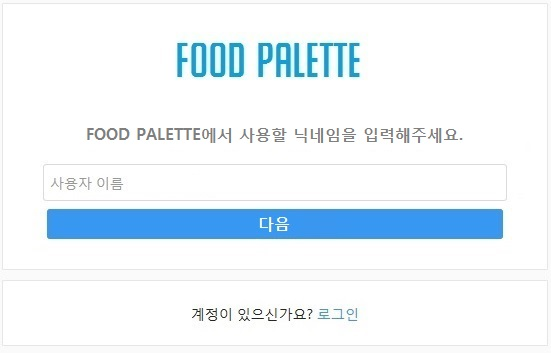 FOOD PALETTE
FOOD PALETTE에서 사용할 닉네임을 입력해주세요.
사용자 이름
다음
계정이 있으신가요? 로그인